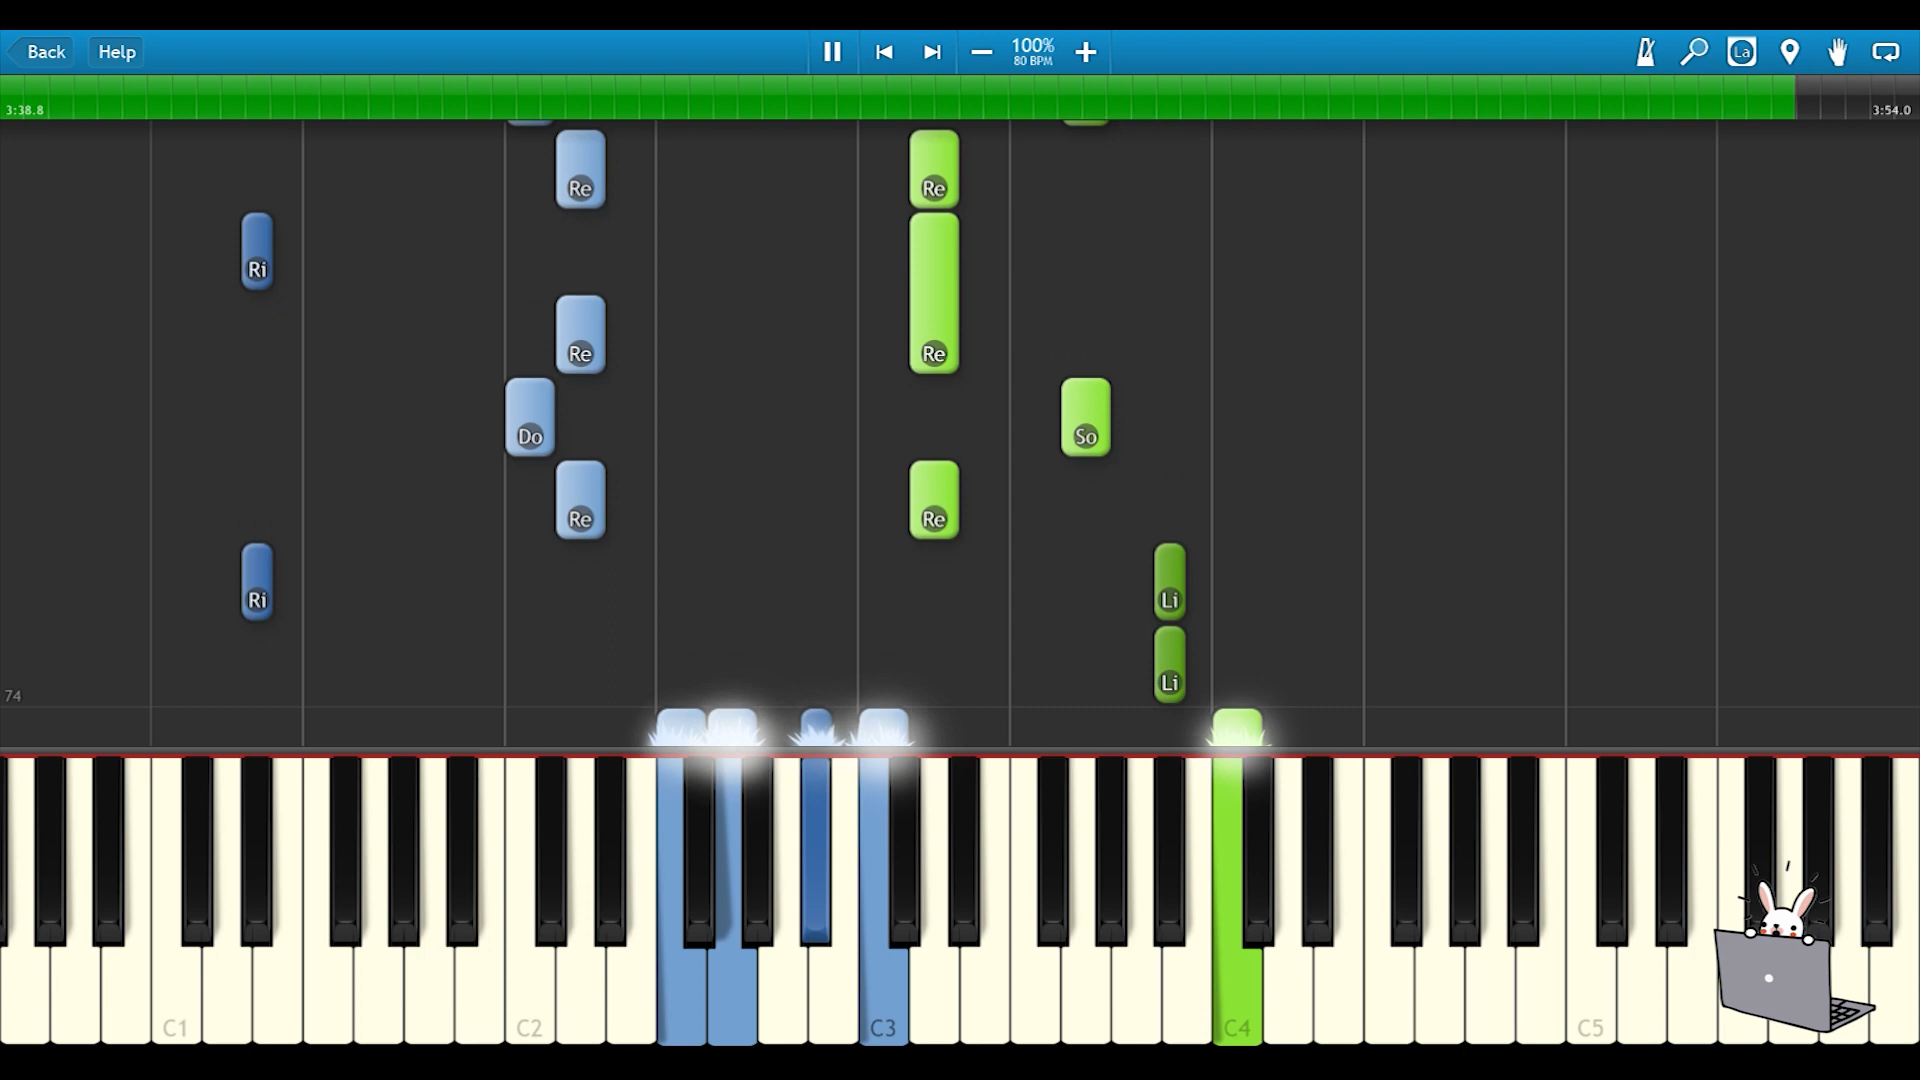 Back
Help
100%
80 BPM
La
3:38.8
3:54.0
Re
Re
Ri
Re
Re
Do
So
Re
Re
Ri
Li
Li
74
C1
C2
C3
C4
C5